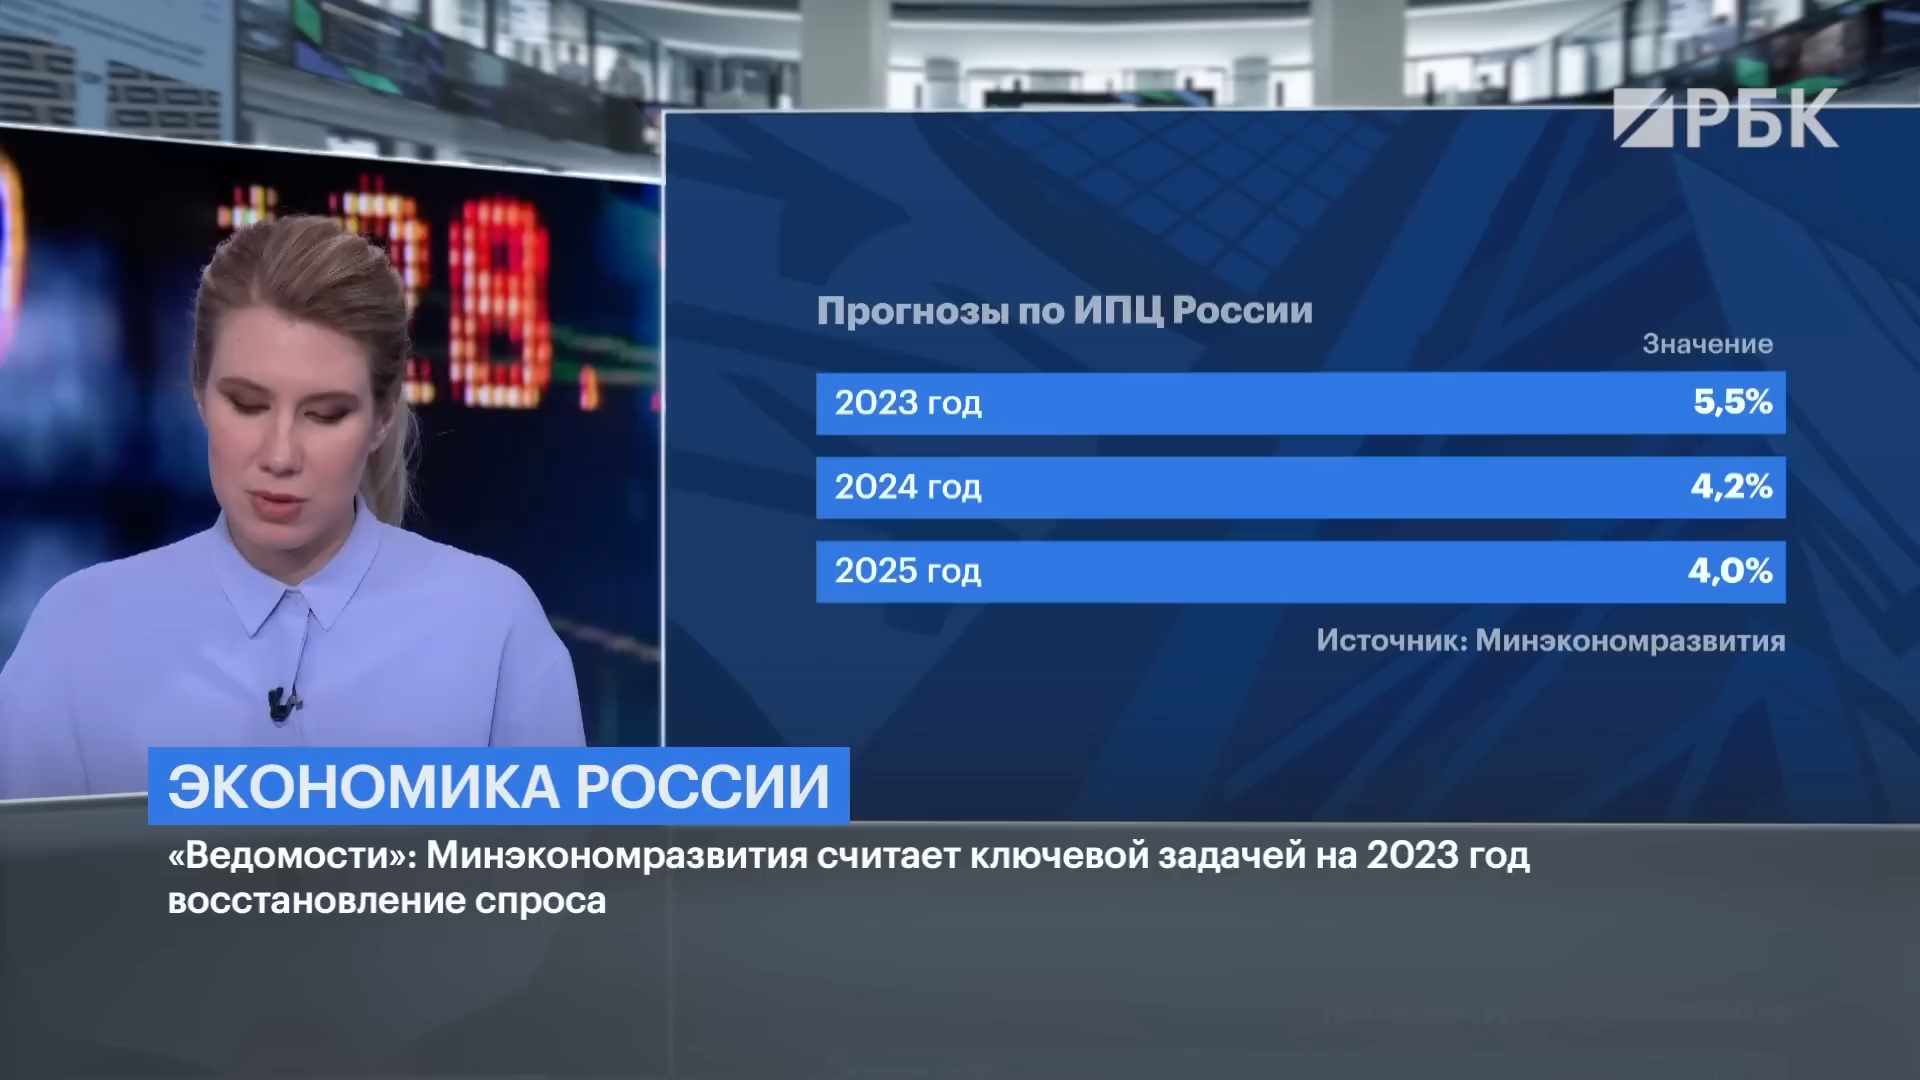 РБК
28.
Прогнозы по ИПЦ России
Значение
2023 год 5,5%
2024 год 4,2%
2025 год 4,0%
Источник: Минэкономразвития
ЭКОНОМИКА РОССИИ
«Ведомости»: Минэкономразвития считает ключевой задачей на 2023 год
восстановление спроса